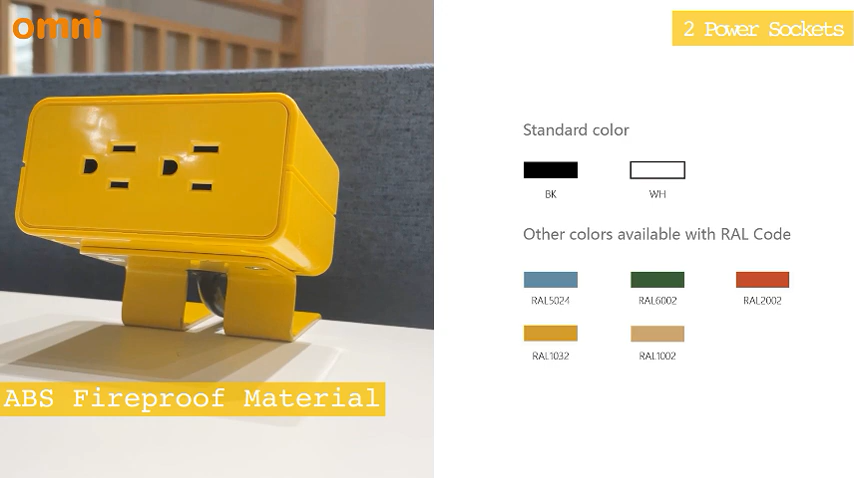 omni
2 Power Sockets
Standard color
BK
WH
Other colors available with RAL Code
RAL5024
RAL6002
RAL2002
RAL1032
RAL1002
ABS Fireproof Material